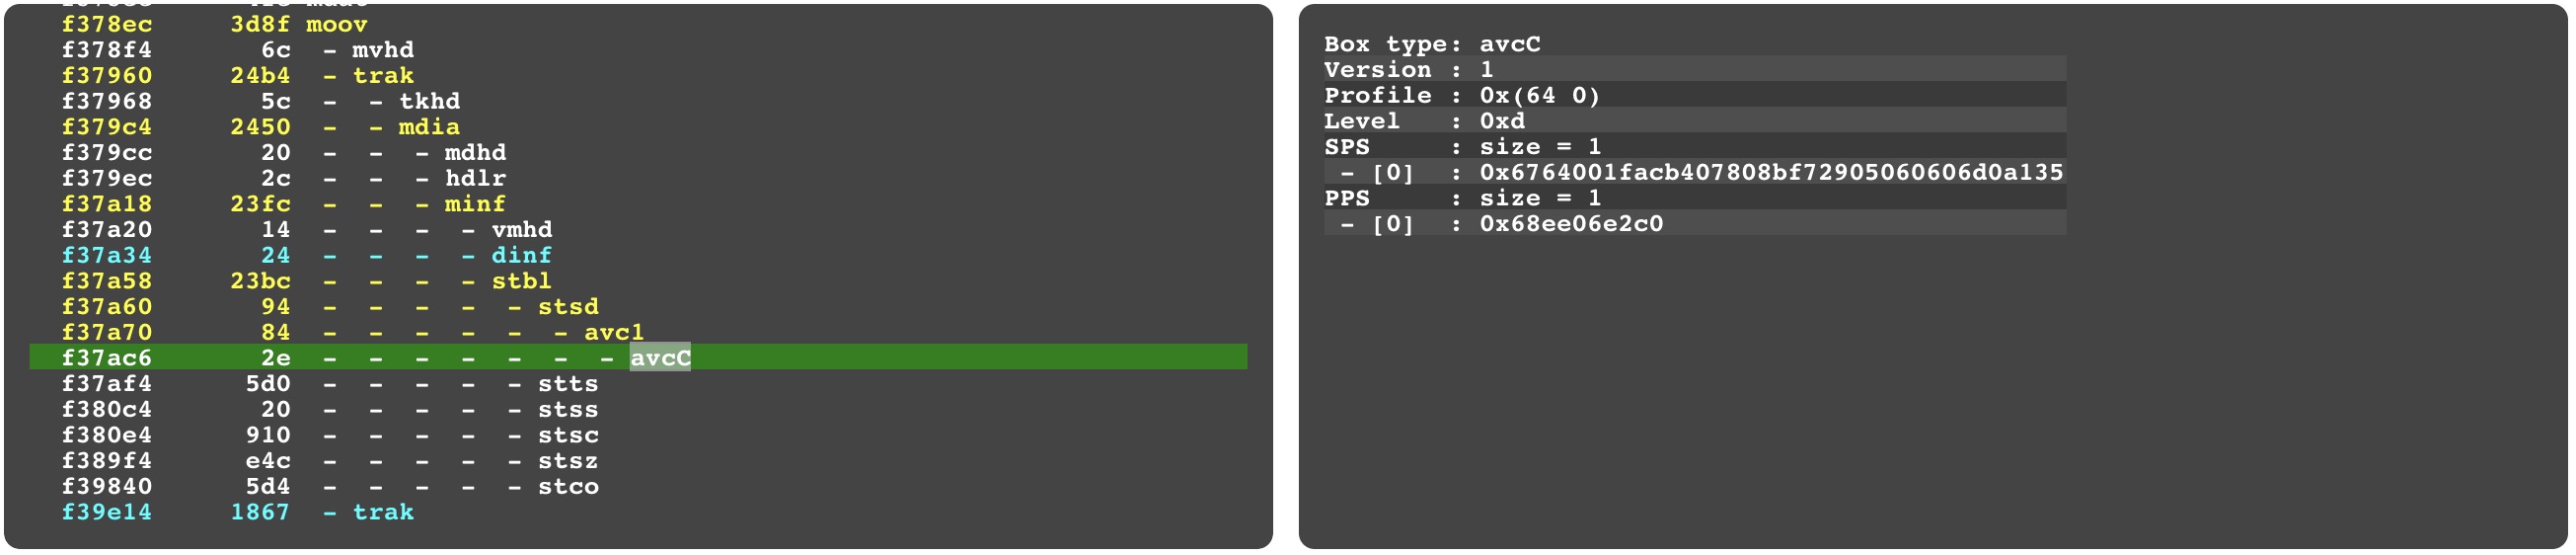 f378ec 3d8f moov
f378f4 6c - mvhd
f37960 24b4 - trak
f37968 5c - - tkhd
f379c4 2450 - - mdia
f379cc 20 - - - mdhd
f379ec 2c - - - hdlr
f37a18 23fc - - - minf
f37a20 14 - - - - vmhd
f37a34 24 - - - - dinf
f37a58 23bc - - - - stbl
f37a60 94 - - - - - stsd
f37a70 84 - - - - - - avc1
f37ac6 2e - - - - - - - avcC
f37af4 5d0 - - - - - stts
f380c4 20 - - - - - stss
f380e4 910 - - - - - stsc
f389f4 e4c - - - - - stsz
f39840 5d4 - - - - - stco
f39e14 1867 - trak
Box type: avcC
Version : 1
Profile : 0x(64 0)
Level : 0xd
SPS : size = 1
- [0] : 0x6764001facb407808bf72905060606d0a135
PPS : size = 1
- [0] : 0x68ee06e2c0